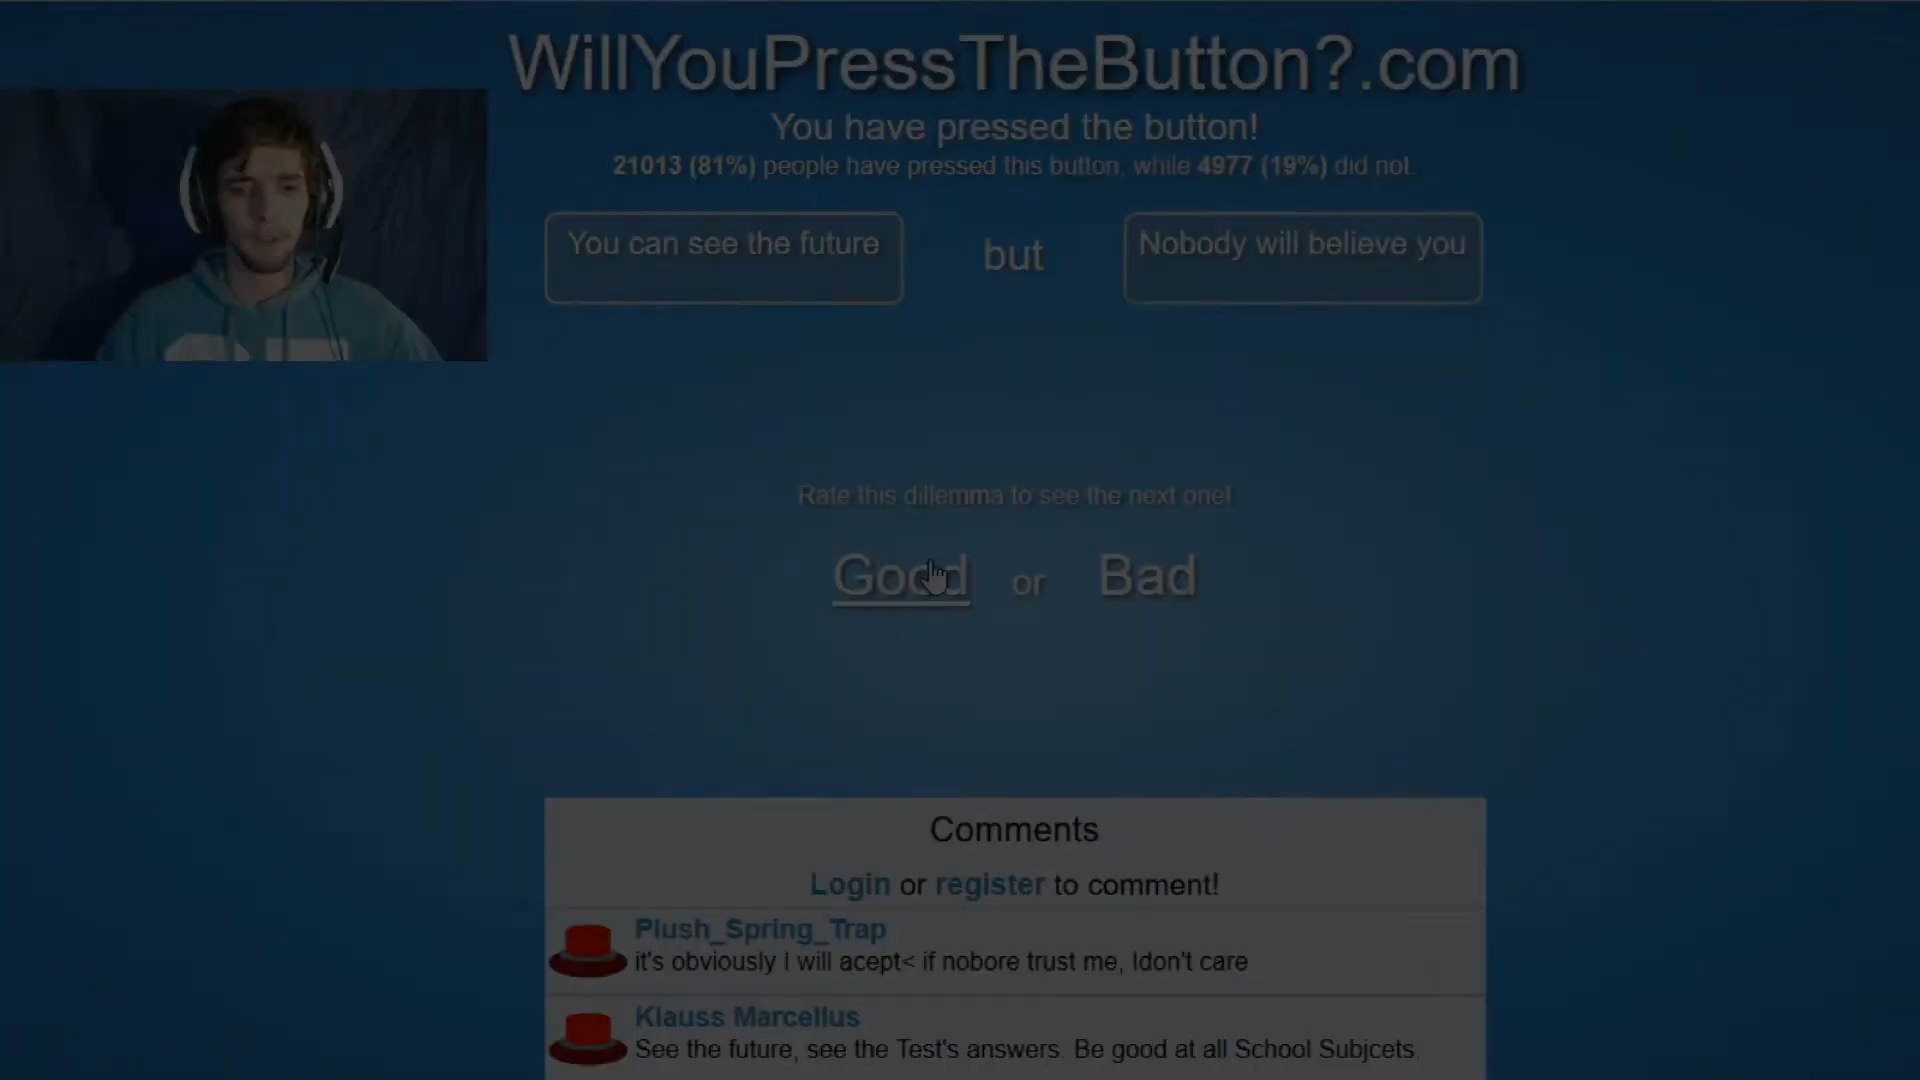 WillYouPressTheButton?.com
You have pressed the button!
21013 (81%) people have pressed this button, while 4977 (19%) did not.
You can see the future
but
Nobody will believe you
Rate this dillemma to see the next one!
Good or Bad
Comments
Login or register to comment!
Plush_Spring_Trap
it's obviously I will acept< if nobore trust me, Idon't care
Klauss Marcellus
See the future, see the Test's answers. Be good at all School Subjcets.